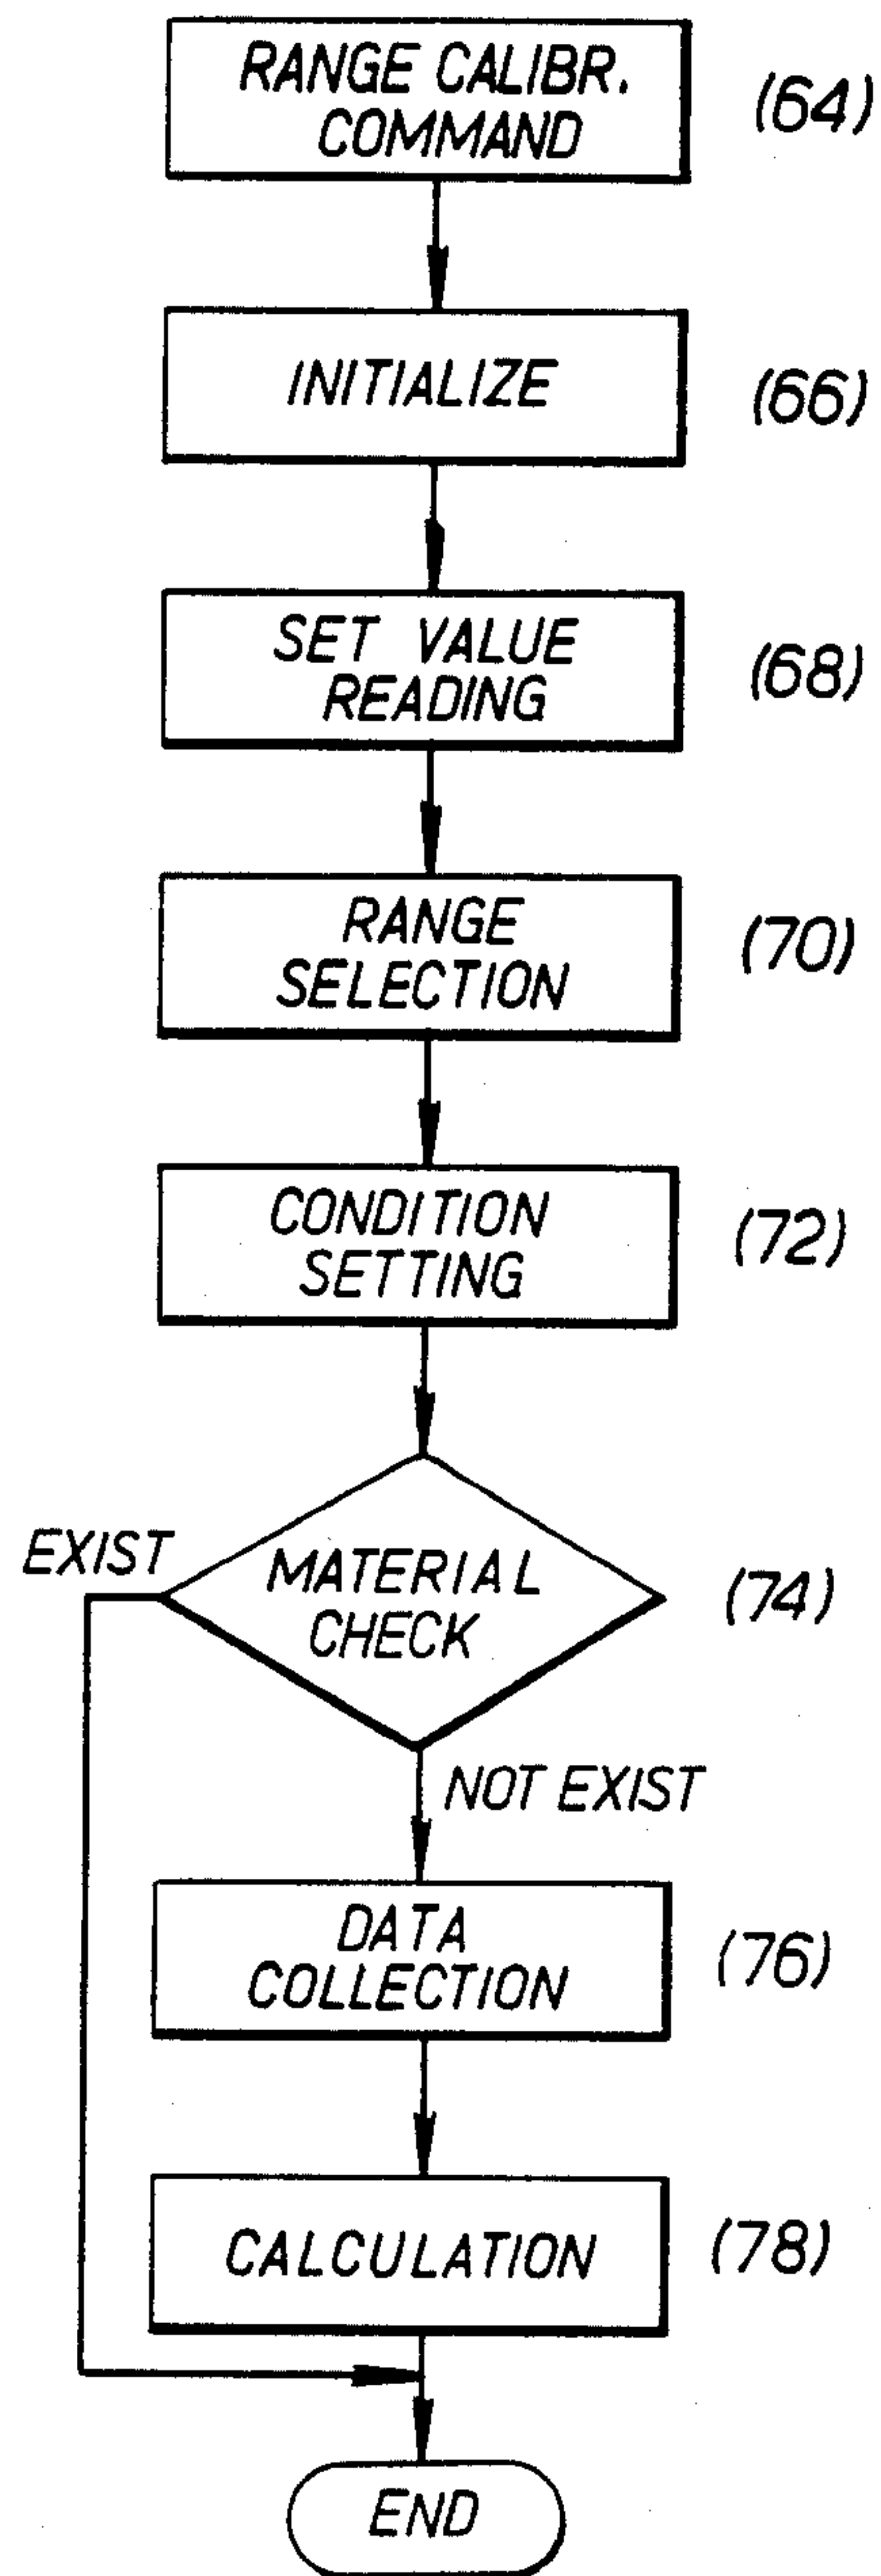 RANGE CALIBR.
COMMAND
(64)
INITIALIZE
(66)
SET VALUE
READING
(68)
RANGE
SELECTION
(70)
CONDITION
SETTING
(72)
EXIST
MATERIAL
CHECK
(74)
NOT EXIST
DATA
COLLECTION
(76)
CALCULATION
(78)
END